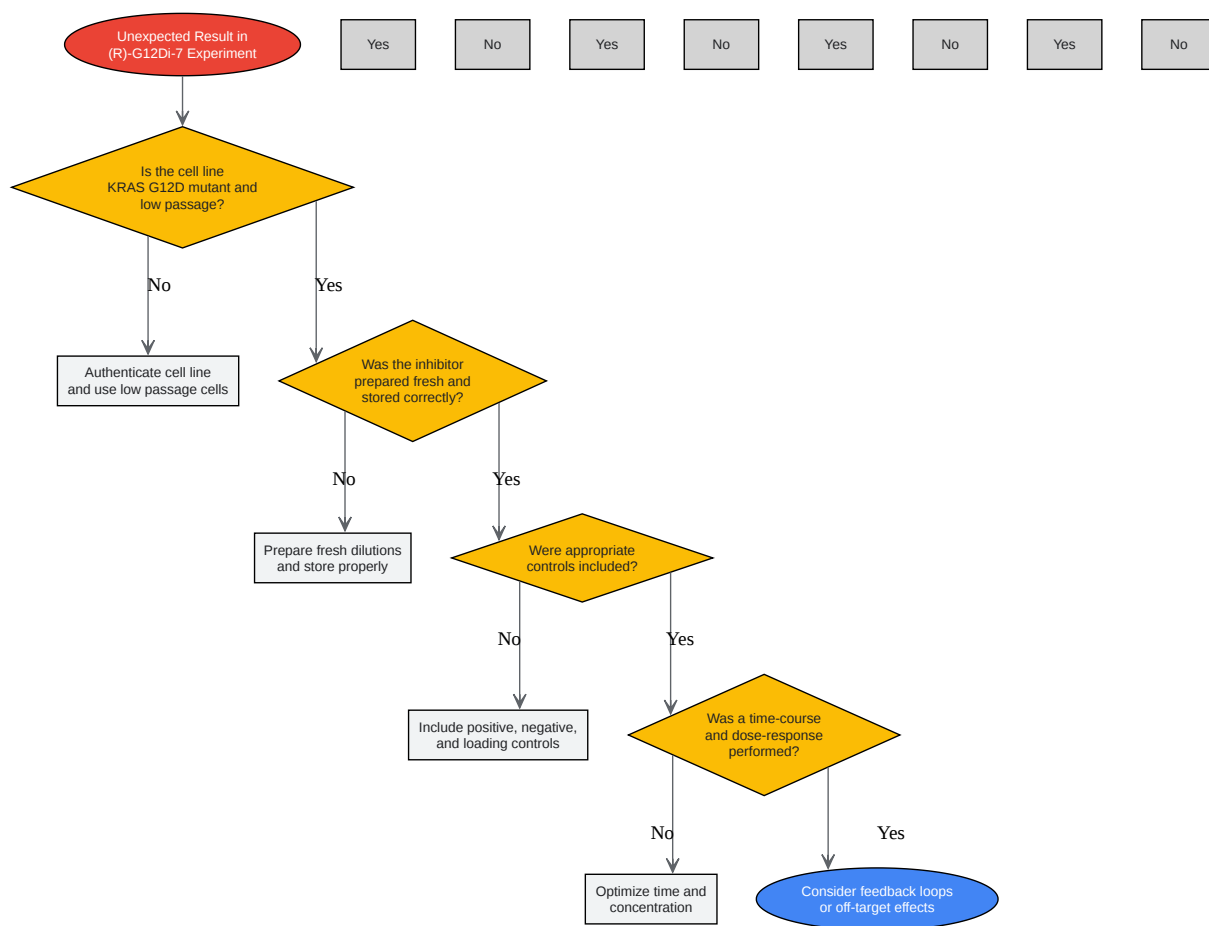 Unexpected Result in
(R)-G12Di-7 Experiment
Yes
No
Yes
No
Yes
No
Yes
No
Is the cell line
KRAS G12D mutant and
low passage?
No
Yes
Authenticate cell line
and use low passage cells
Was the inhibitor
prepared fresh and
stored correctly?
No
Yes
Prepare fresh dilutions
and store properly
Were appropriate
controls included?
No
Yes
Include positive, negative,
and loading controls
Was a time-course
and dose-response
performed?
No
Yes
Optimize time and
concentration
Consider feedback loops
or off-target effects